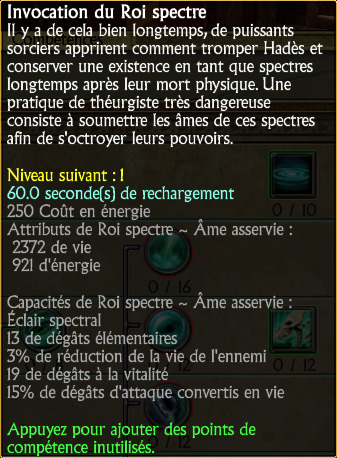 Invocation du Roi spectre
Il y a de cela bien longtemps, de puissants
sorciers apprirent comment tromper Hadès et
conserver une existence en tant que spectres
longtemps après leur mort physique. Une
pratique de théurgiste très dangereuse
consiste à soumettre les âmes de ces spectres
afin de s'octroyer leurs pouvoirs.
Niveau suivant : 1
60.0 seconde(s) de rechargement
250 Coût en énergie
0 / 10
Attributs de Roi spectre ~ Âme asservie :
2372 de vie
921 d'énergie
0 / 16
Capacités de Roi spectre ~ Âme asservie :
Éclair spectral
13 de dégâts élémentaires
3% de réduction de la vie de l'ennemi
0 / 12
19 de dégâts à la vitalité
15% de dégâts d'attaque convertis en vie
Appuyez pour ajouter des points de
compétence inutilisés.